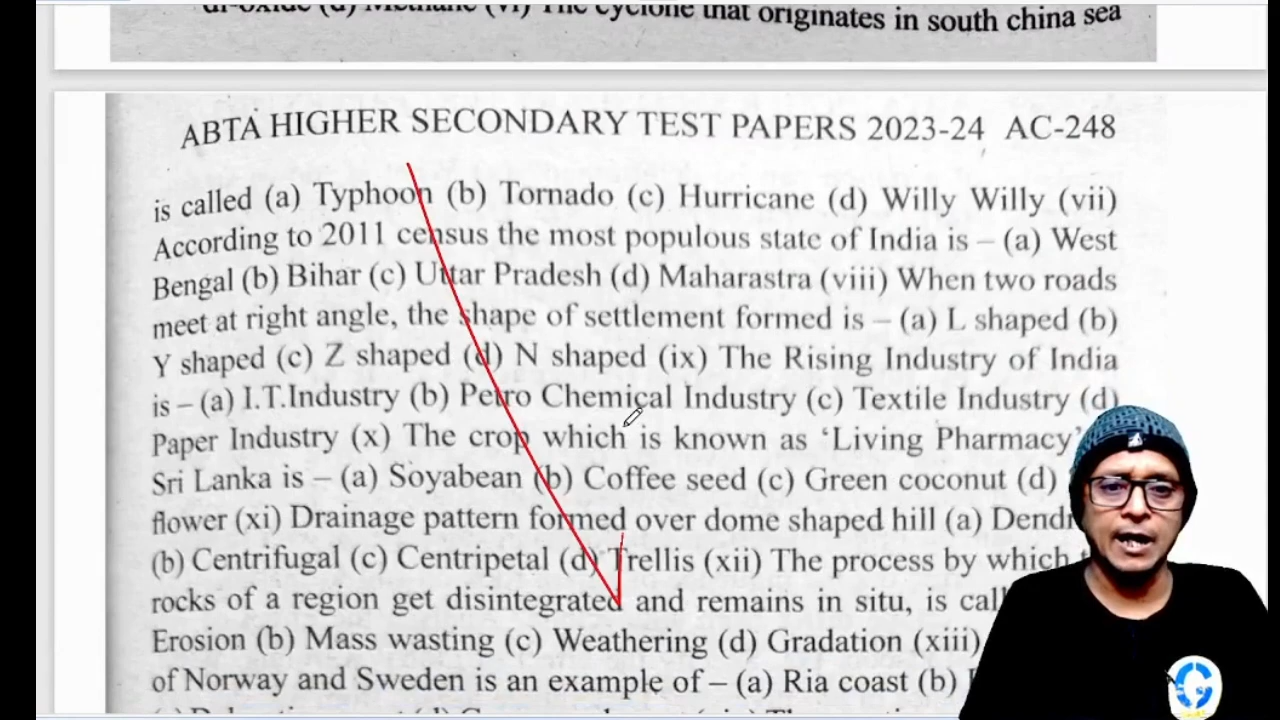 di-oxide (d) Methane (vi) The cyclone that originates in south china sea
ABTA HIGHER SECONDARY TEST PAPERS 2023-24 AC-248
is called (a) Typhoon (b) Tornado (c) Hurricane (d) Willy Willy (vii)
According to 2011 census the most populous state of India is – (a) West
Bengal (b) Bihar (c) Uttar Pradesh (d) Maharastra (viii) When two roads
meet at right angle, the shape of settlement formed is – (a) L shaped (b)
Y shaped (c) Z shaped (d) N shaped (ix) The Rising Industry of India
is – (a) I.T.Industry (b) Petro Chemical Industry (c) Textile Industry (d)
Paper Industry (x) The crop which is known as ‘Living Pharmacy’
Sri Lanka is – (a) Soyabean (b) Coffee seed (c) Green coconut (d)
flower (xi) Drainage pattern formed over dome shaped hill (a)
(b) Centrifugal (c) Centripetal (d) Trellis (xii) The process by which
rocks of a region get disintegrated and remains in situ, is
Erosion (b) Mass wasting (c) Weathering (d) Gradation (xiii)
of Norway and Sweden is an example of – (a) Ria coast (b)